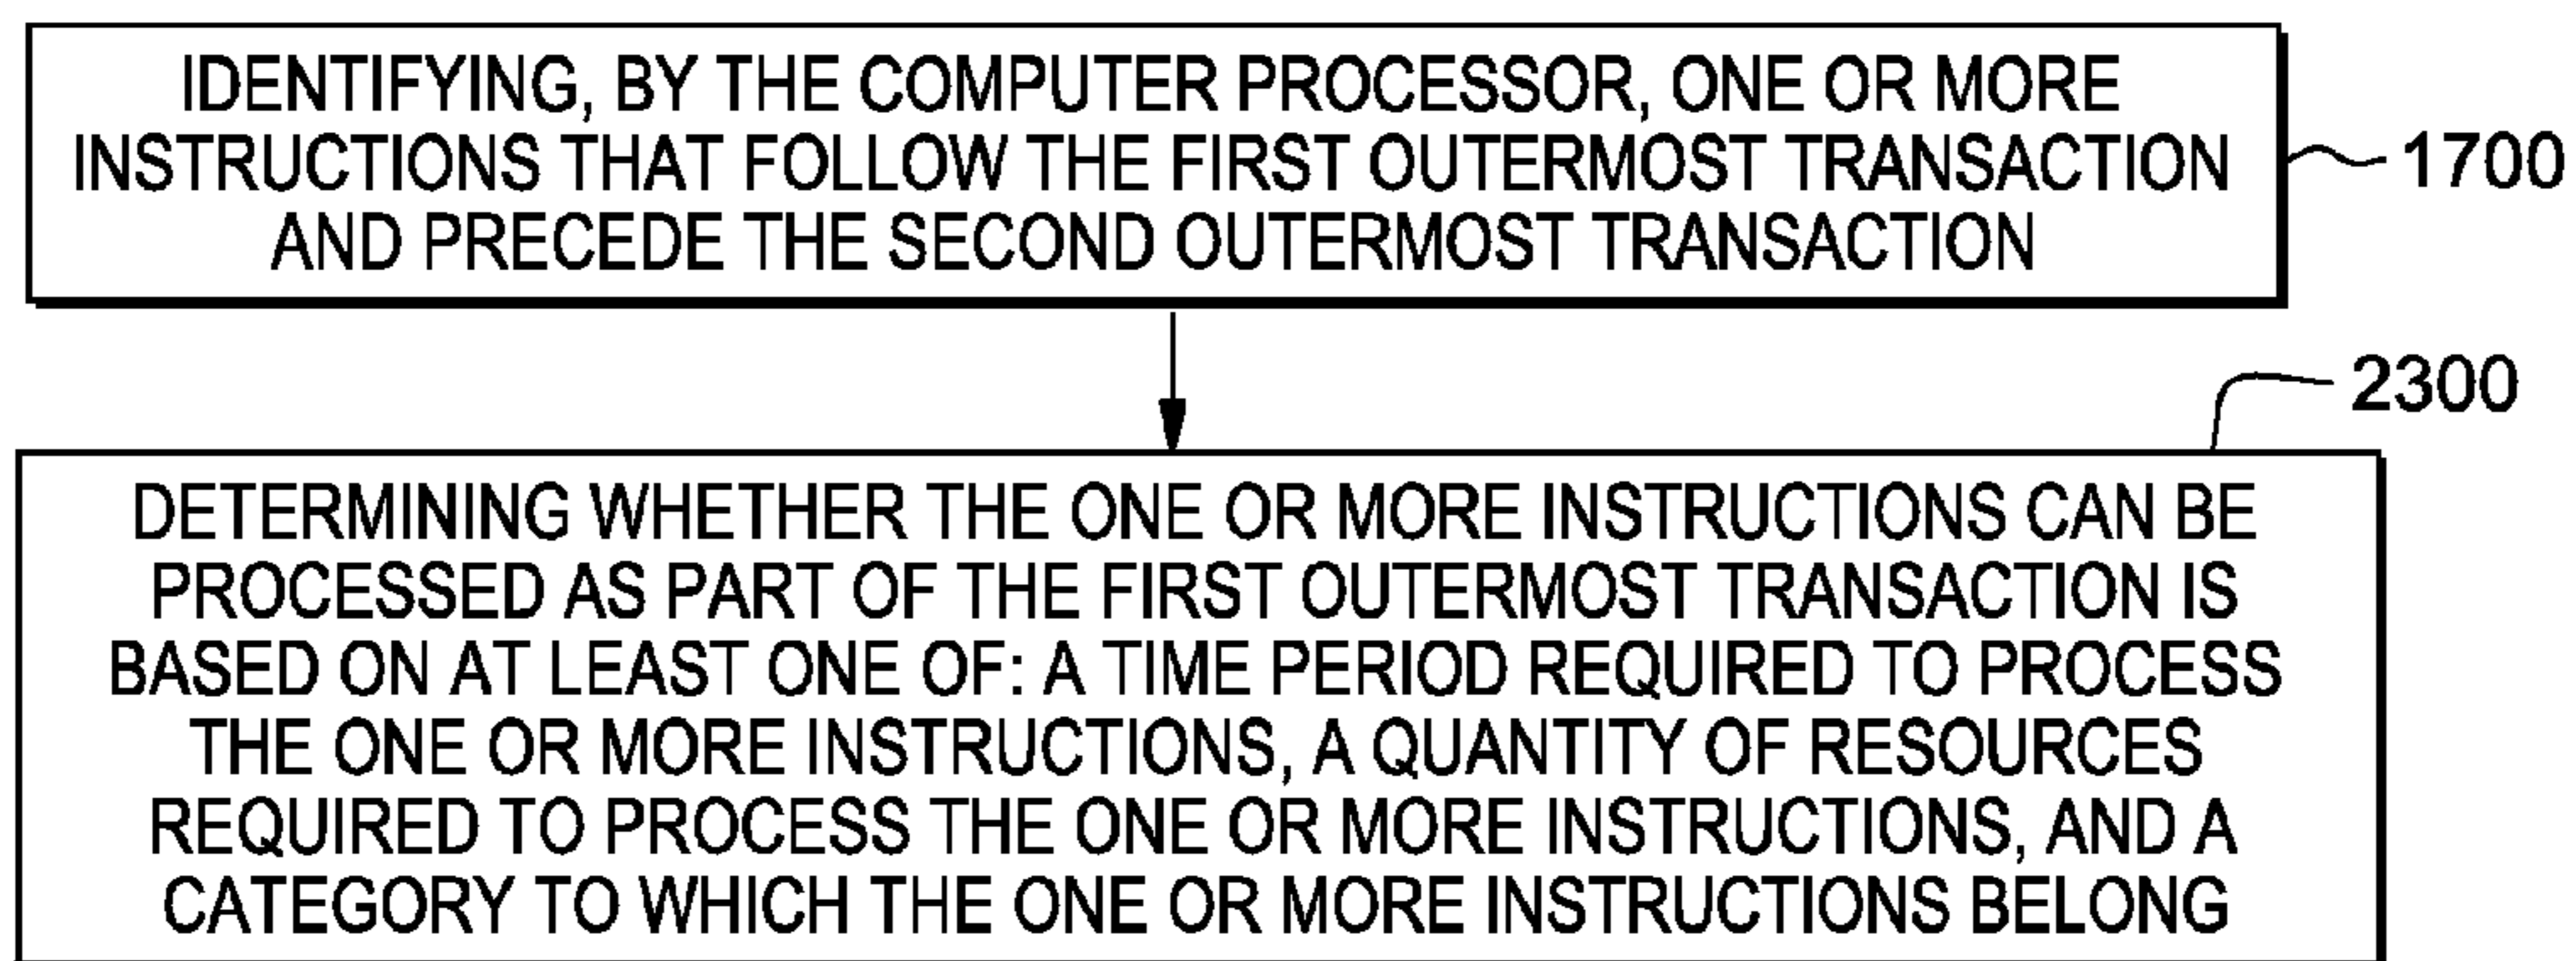 IDENTIFYING, BY THE COMPUTER PROCESSOR, ONE OR MORE
INSTRUCTIONS THAT FOLLOW THE FIRST OUTERMOST TRANSACTION
AND PRECEDE THE SECOND OUTERMOST TRANSACTION
1700
2300
DETERMINING WHETHER THE ONE OR MORE INSTRUCTIONS CAN BE
PROCESSED AS PART OF THE FIRST OUTERMOST TRANSACTION IS
BASED ON AT LEAST ONE OF: A TIME PERIOD REQUIRED TO PROCESS
THE ONE OR MORE INSTRUCTIONS, A QUANTITY OF RESOURCES
REQUIRED TO PROCESS THE ONE OR MORE INSTRUCTIONS, AND A
CATEGORY TO WHICH THE ONE OR MORE INSTRUCTIONS BELONG